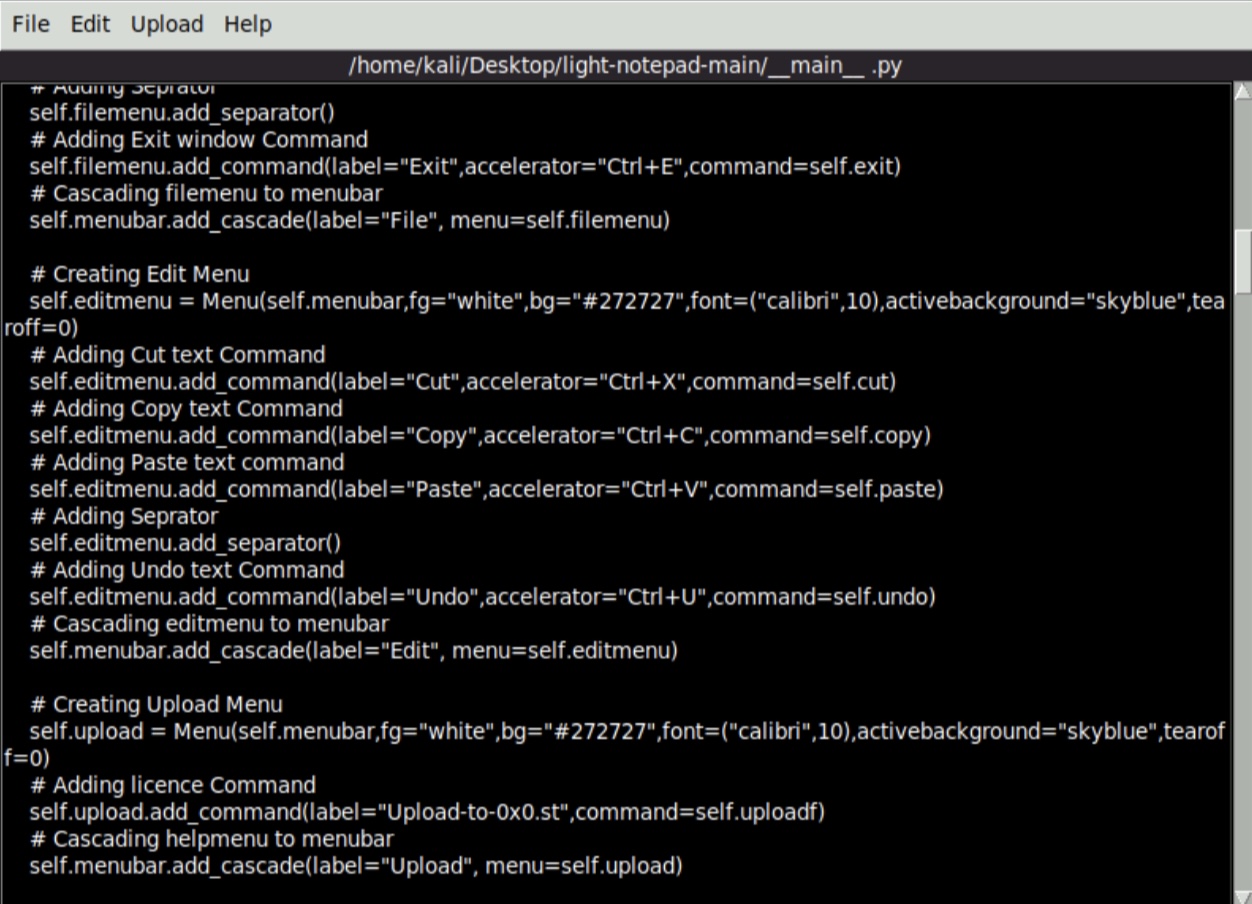 File Edit Upload Help
/home/kali/Desktop/light-notepad-main/__main__ .py
# Adding Seprator
self.filemenu.add_separator()
# Adding Exit window Command
self.filemenu.add_command(label="Exit",accelerator="Ctrl+E",command=self.exit)
# Cascading filemenu to menubar
self.menubar.add_cascade(label="File", menu=self.filemenu)
# Creating Edit Menu
self.editmenu = Menu(self.menubar,fg="white",bg="#272727",font=("calibri",10),activebackground="skyblue",tea
roff=0)
# Adding Cut text Command
self.editmenu.add_command(label="Cut",accelerator="Ctrl+X",command=self.cut)
# Adding Copy text Command
self.editmenu.add_command(label="Copy",accelerator="Ctrl+C",command=self.copy)
# Adding Paste text command
self.editmenu.add_command(label="Paste",accelerator="Ctrl+V",command=self.paste)
# Adding Seprator
self.editmenu.add_separator()
# Adding Undo text Command
self.editmenu.add_command(label="Undo",accelerator="Ctrl+U",command=self.undo)
# Cascading editmenu to menubar
self.menubar.add_cascade(label="Edit", menu=self.editmenu)
# Creating Upload Menu
self.upload = Menu(self.menubar,fg="white",bg="#272727",font=("calibri",10),activebackground="skyblue",tearof
f=0)
# Adding licence Command
self.upload.add_command(label="Upload-to-0x0.st",command=self.uploadf)
# Cascading helpmenu to menubar
self.menubar.add_cascade(label="Upload", menu=self.upload)